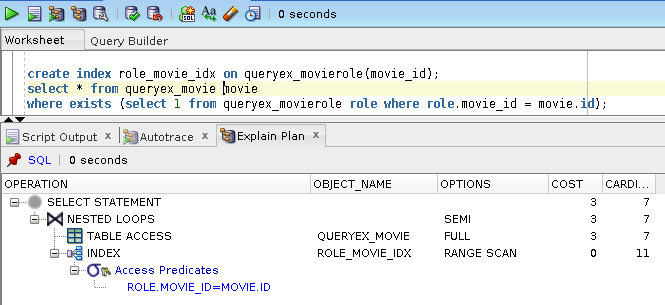 0 seconds
Worksheet Query Builder
create index role_movie_idx on queryex_movierole(movie_id);
select * from queryex_movie movie
where exists (select 1 from queryex_movierole role where role.movie_id = movie.id);
Script Output x Autotrace x Explain Plan x
SQL | 0 seconds
OPERATION OBJECT_NAME OPTIONS COST CARDI...
SELECT STATEMENT 3 7
NESTED LOOPS SEMI 3 7
TABLE ACCESS QUERYEX_MOVIE FULL 3 7
INDEX ROLE_MOVIE_IDX RANGE SCAN 0 11
Access Predicates
ROLE.MOVIE_ID=MOVIE.ID